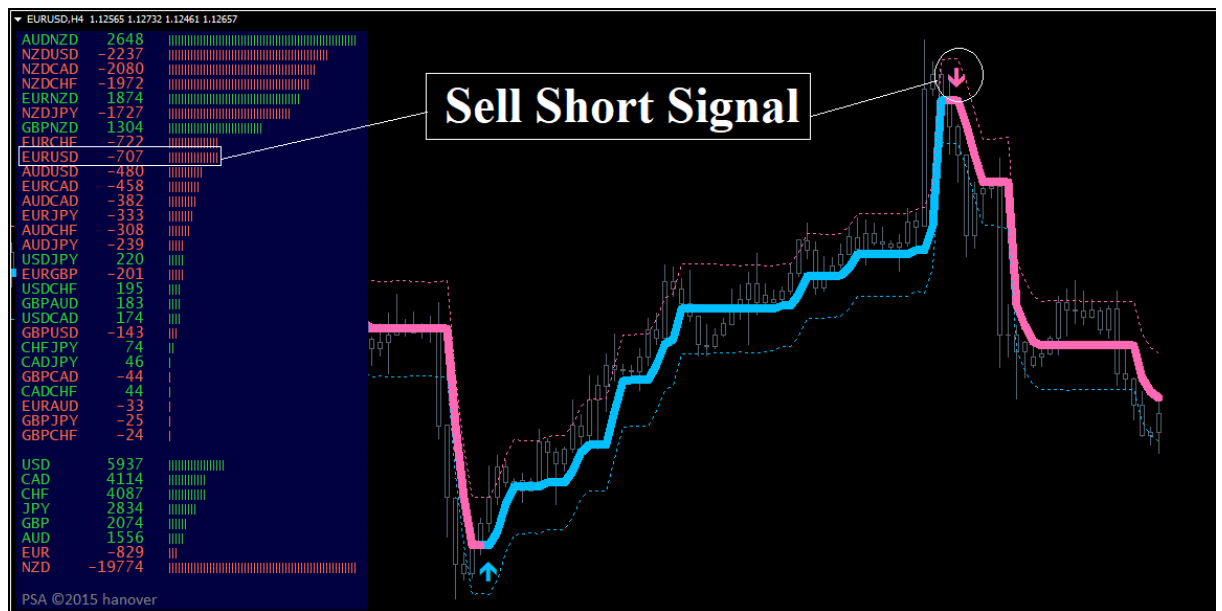 EURUSD,H4 1.12565 1.12732 1.12461 1.12657
AUDNZD 2648
NZDUSD -2237
NZDCAD -2080
NZDCHF -1972
EURNZD 1874
NZDJPY -1727
GBPNZD 1304
EURCHF -722
EURUSD -707
AUDUSD -480
EURCAD -458
AUDCAD -382
EURJPY -333
AUDCHF -308
AUDJPY -239
USDJPY 220
EURGBP -201
USDCHF 195
GBPAUD 183
USDCAD 174
GBPUSD -143
CHFJPY 74
CADJPY 46
GBPCAD -44
CADCHF 44
EURAUD -33
GBPJPY -25
GBPCHF -24
USD 5937
CAD 4114
CHF 4087
JPY 2834
GBP 2074
AUD 1556
EUR -829
NZD -19774
PSA ©2015 hanover
Sell Short Signal